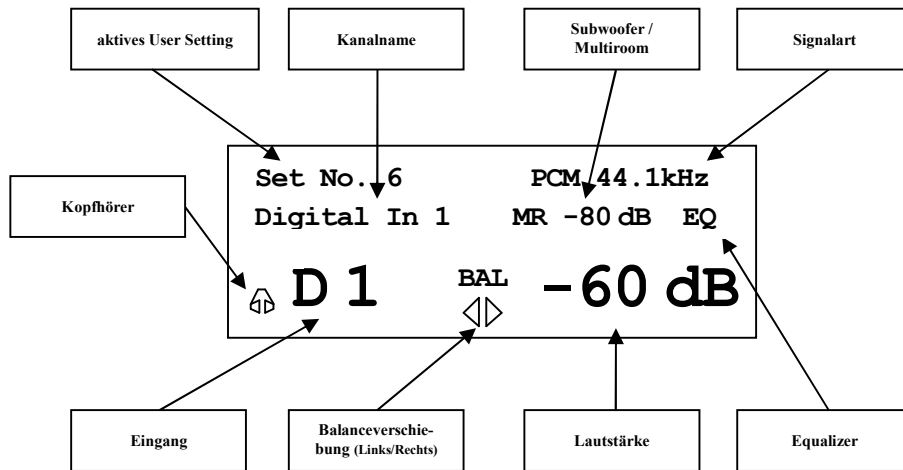 aktives User Setting
Kanalname
Subwoofer /
Multiroom
Signalart
Kopfhörer
Set No. 6
PCM 44.1kHz
Digital In 1
MR -80 dB
EQ
D 1
BAL
-60 dB
Eingang
Balanceverschie-
bung (Links/Rechts)
Lautstärke
Equalizer